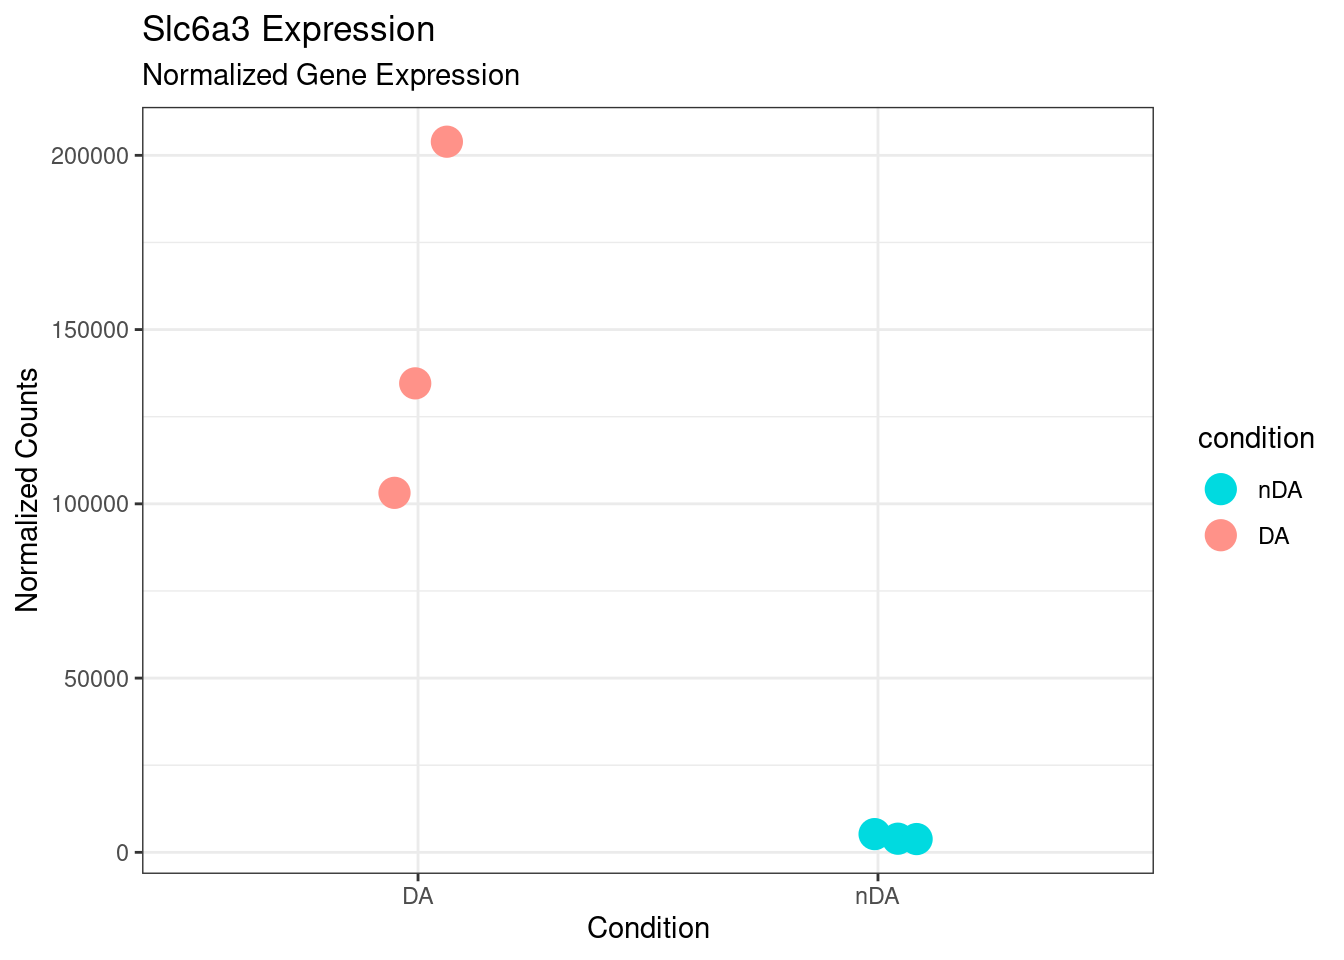 Slc6a3 Expression
Normalized Gene Expression
Normalized Counts
200000
150000
100000
50000
0
DA
nDA
Condition
condition
nDA
DA